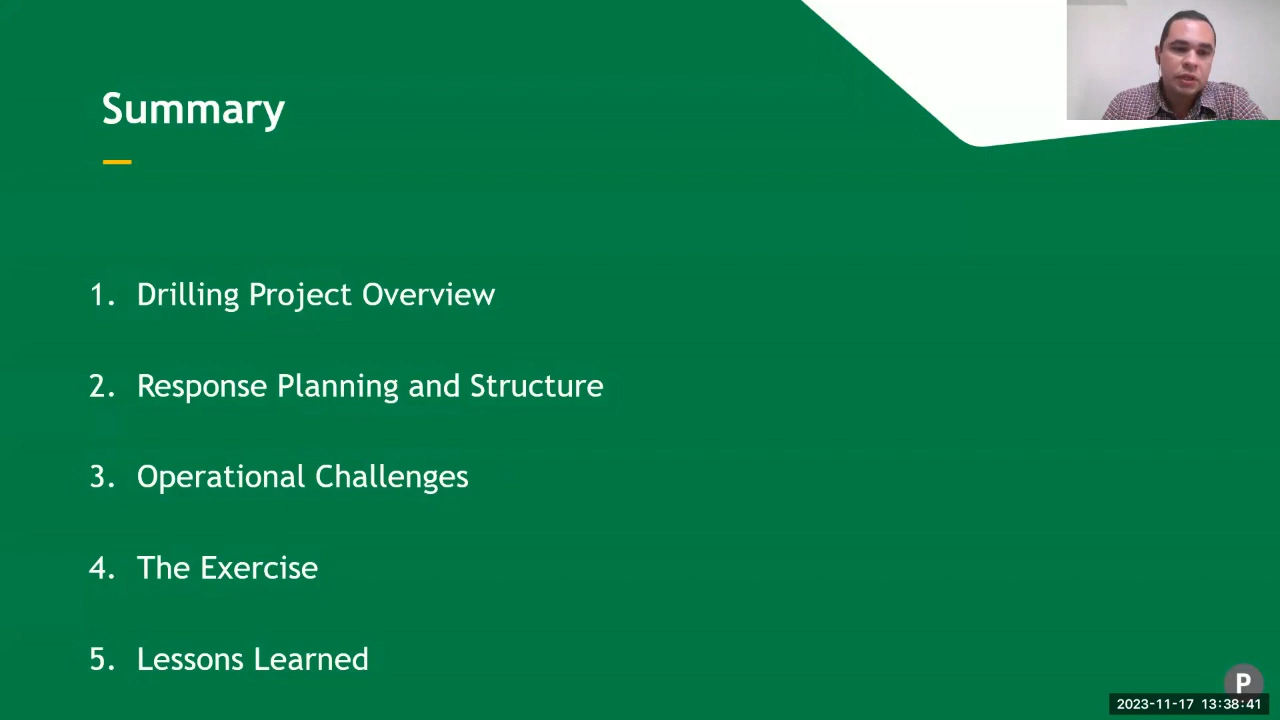 Summary
1. Drilling Project Overview
2. Response Planning and Structure
3. Operational Challenges
4. The Exercise
5. Lessons Learned
P
2023-11-17 13:38:41